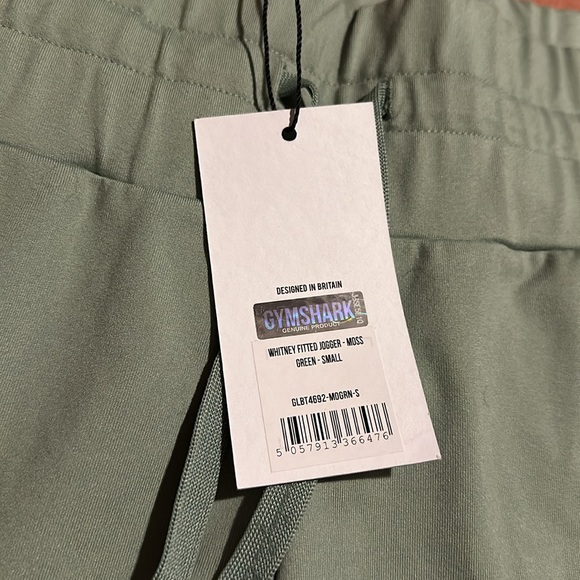 DESIGNED IN BRITAIN
GYMSHARK
GENUINE PRODUCT
WHITNEY FITTED JOGGER - MOSS
GREEN - SMALL
GLBT4692-MOGRN-S
5 057913 366476